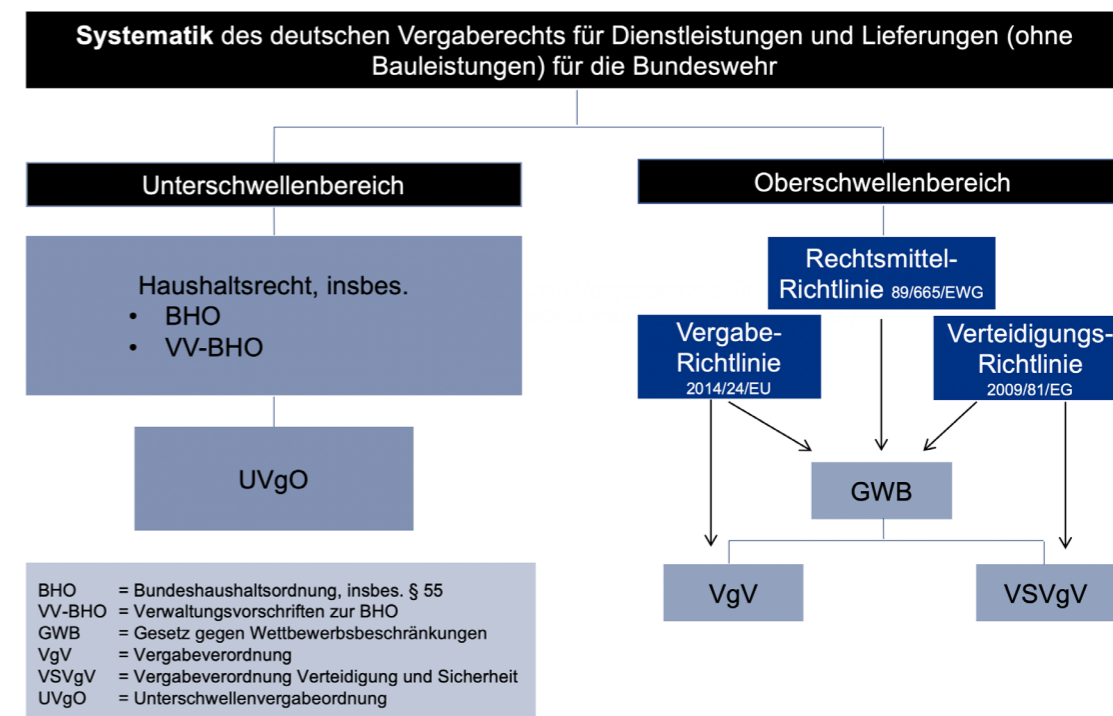 Systematik des deutschen Vergaberechts für Dienstleistungen und Lieferungen (ohne
Bauleistungen) für die Bundeswehr
Unterschwellenbereich
Haushaltsrecht, insbes.
• BHO
• VV-BHO
UVgO
Oberschwellenbereich
Rechtsmittel-
Richtlinie 89/665/EWG
Vergabe-
Richtlinie
2014/24/EU
Verteidigungs-
Richtlinie
2009/81/EG
GWB
VgV
VSVgV
BHO = Bundeshaushaltsordnung, insbes. § 55
VV-BHO = Verwaltungsvorschriften zur BHO
GWB = Gesetz gegen Wettbewerbsbeschränkungen
VgV = Vergabeverordnung
VSVgV = Vergabeverordnung Verteidigung und Sicherheit
UVgO = Unterschwellenvergabeordnung